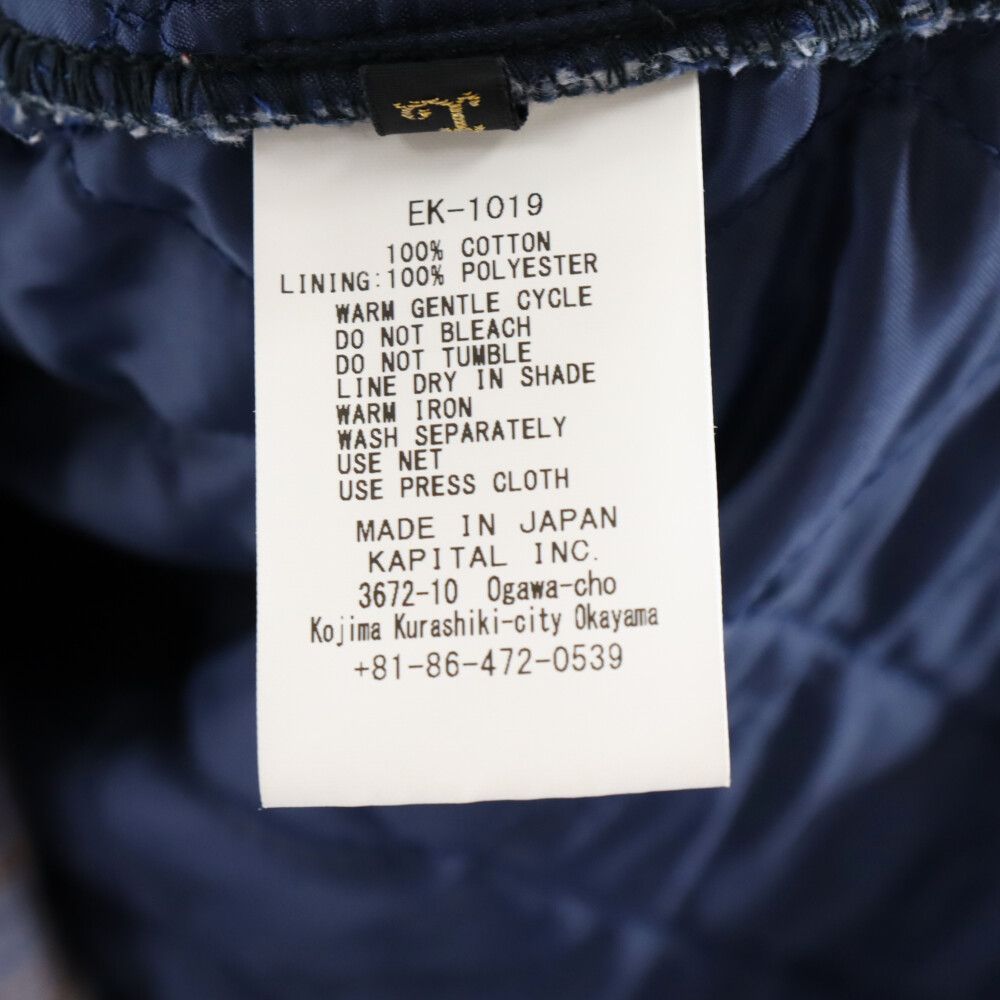 EK-1019
100% COTTON
LINING:100% POLYESTER
WARM GENTLE CYCLE
DO NOT BLEACH
DO NOT TUMBLE
LINE DRY IN SHADE
WARM IRON
WASH SEPARATELY
USE NET
USE PRESS CLOTH
MADE IN JAPAN
KAPITAL INC.
3672-10 Ogawa-cho
Kojima Kurashiki-city Okayama
+81-86-472-0539